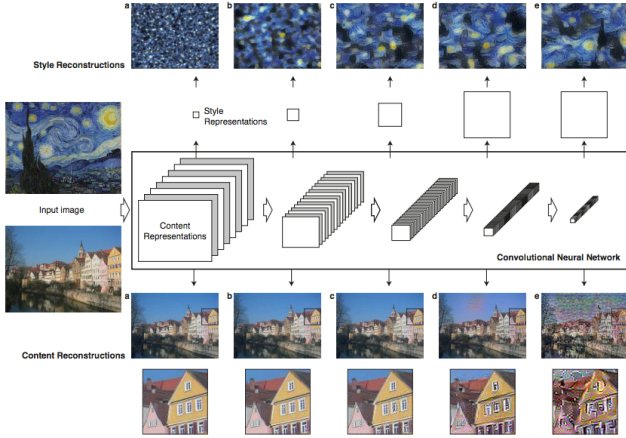 a b c d e
Style Reconstructions
Style
Representations
Input image
Content
Representations
Convolutional Neural Network
a b c d e
Content Reconstructions